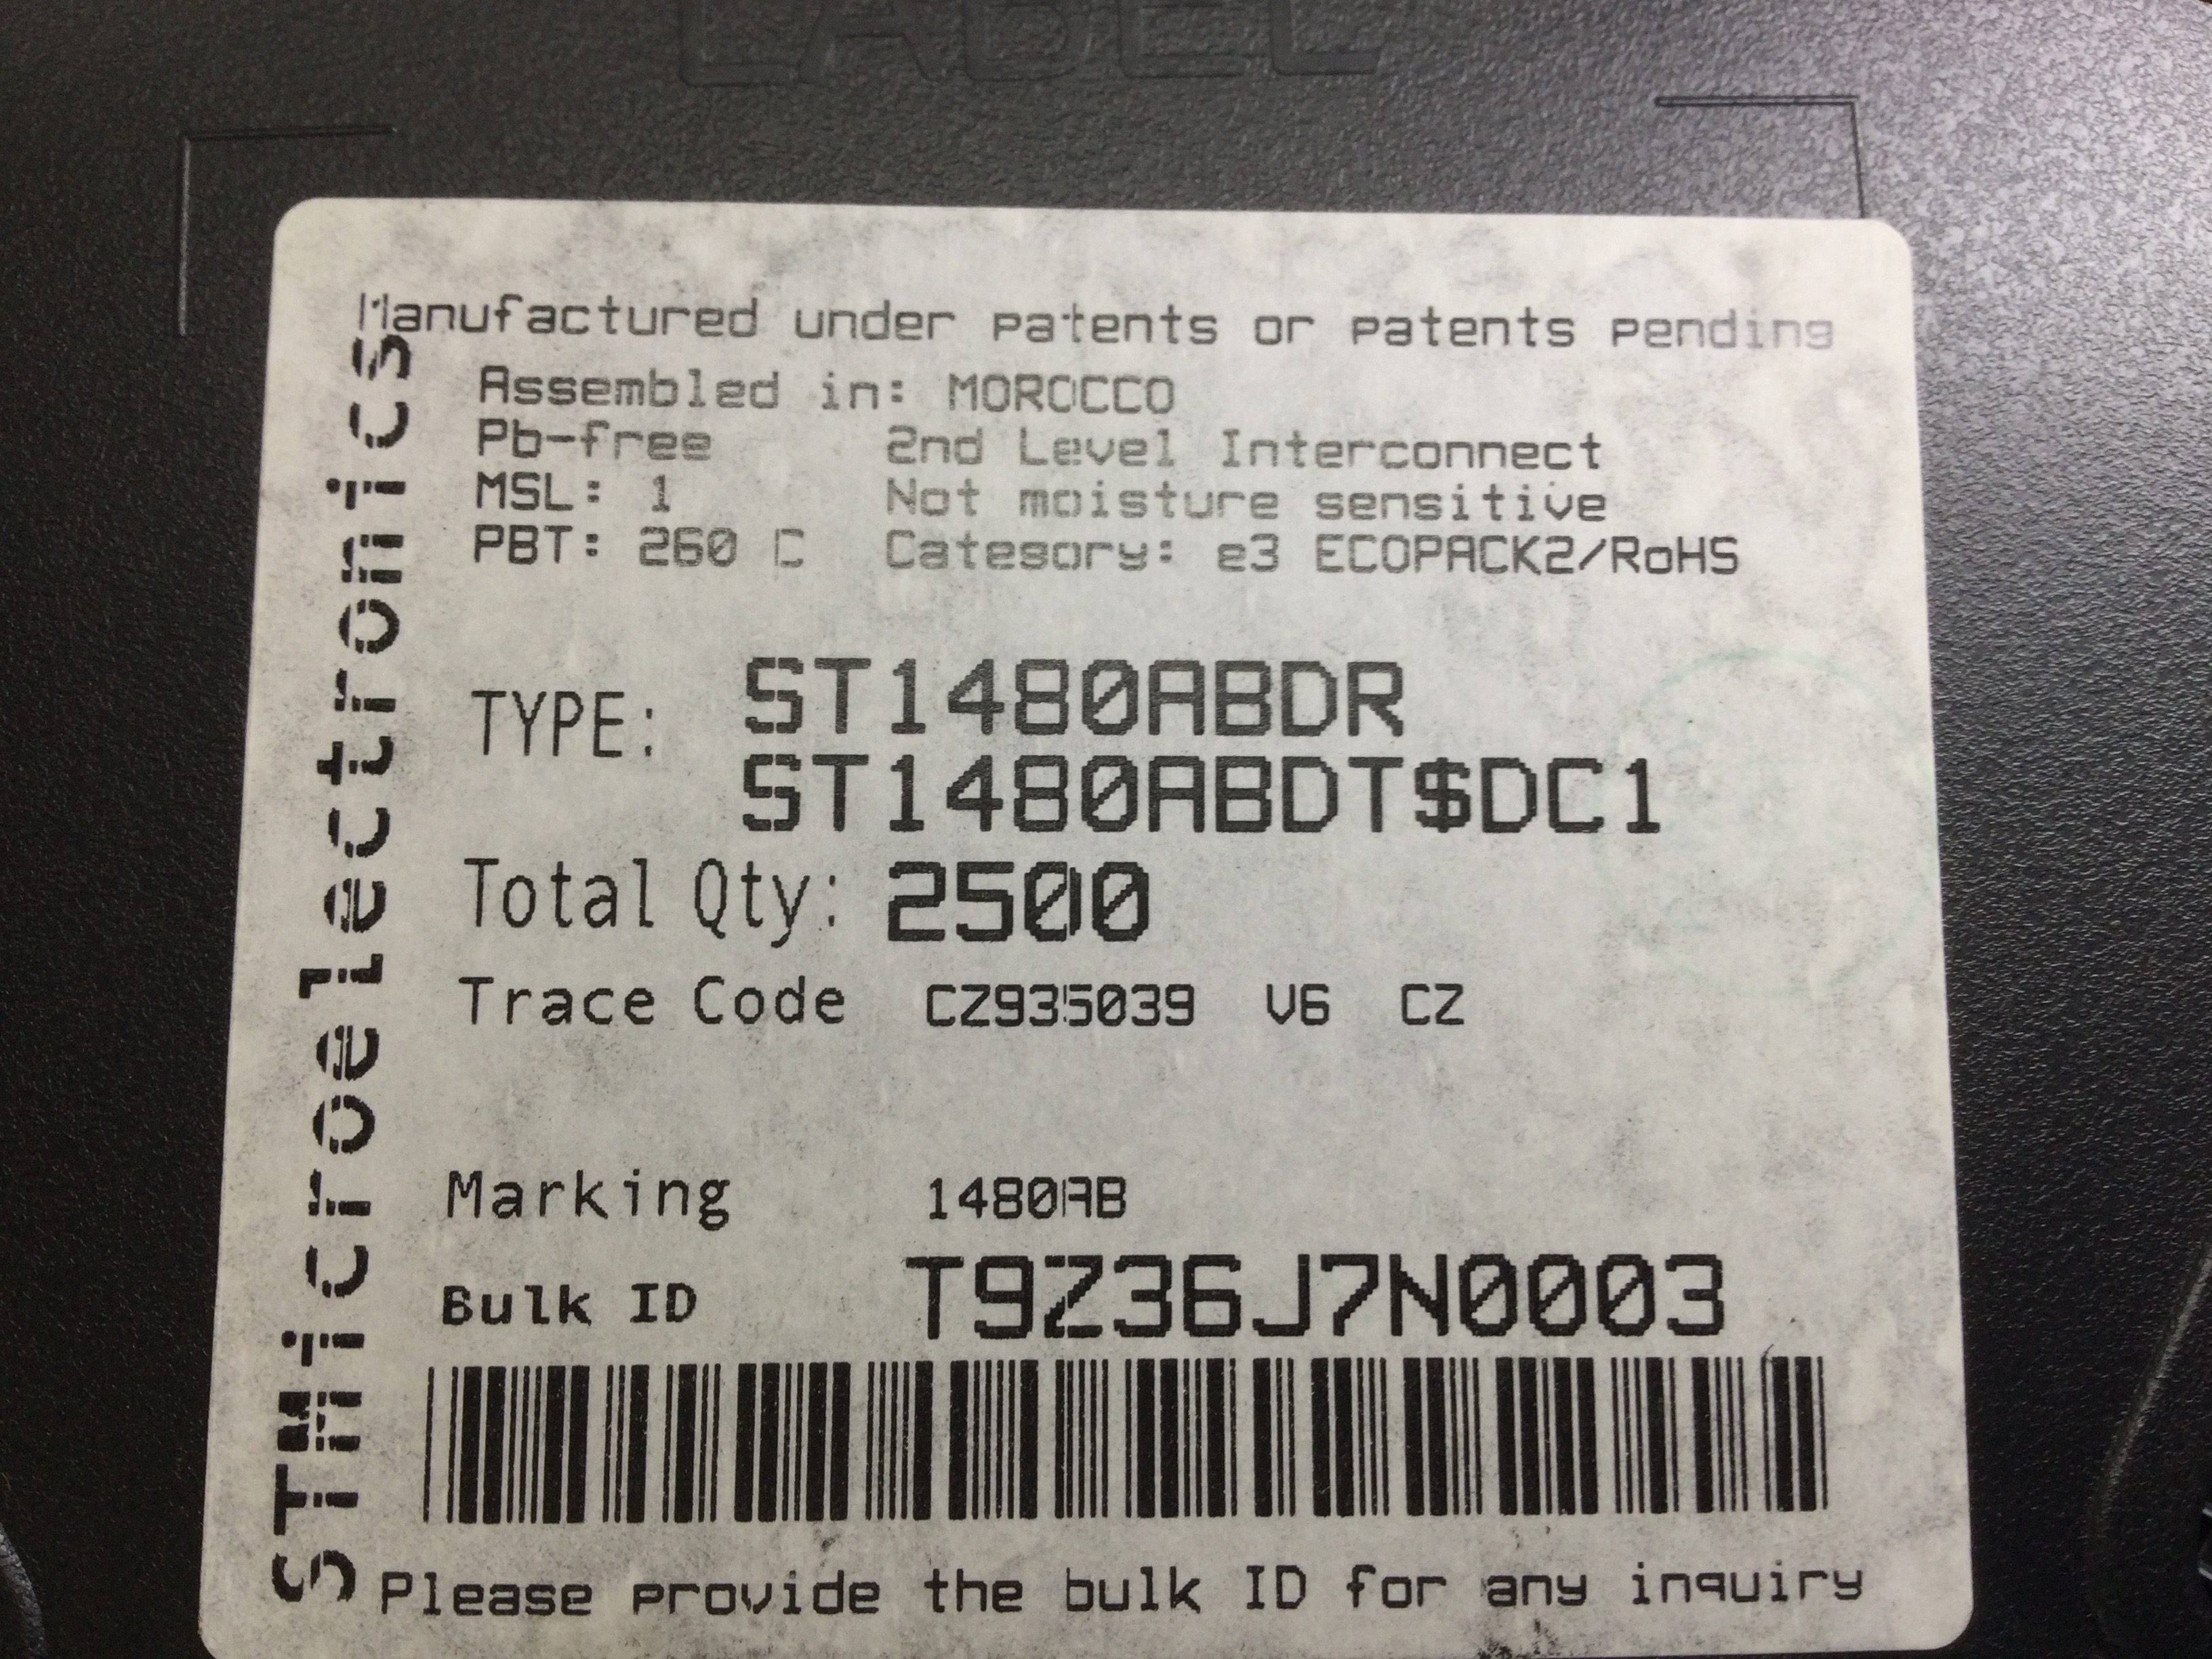 LABEL
Manufactured under patents or patents pending
Assembled in: MOROCCO
Pb-free 2nd Level Interconnect
MSL: 1 Not moisture sensitive
PBT: 260 C Category: e3 ECOPACK2/RoHS
TYPE: ST1480ABDR
ST1480ABDT$DC1
Total Qty: 2500
Trace Code CZ935039 V6 CZ
Marking 1480AB
Bulk ID T9Z36J7N0003
Please provide the bulk ID for any inquiry
STMicroelectronics